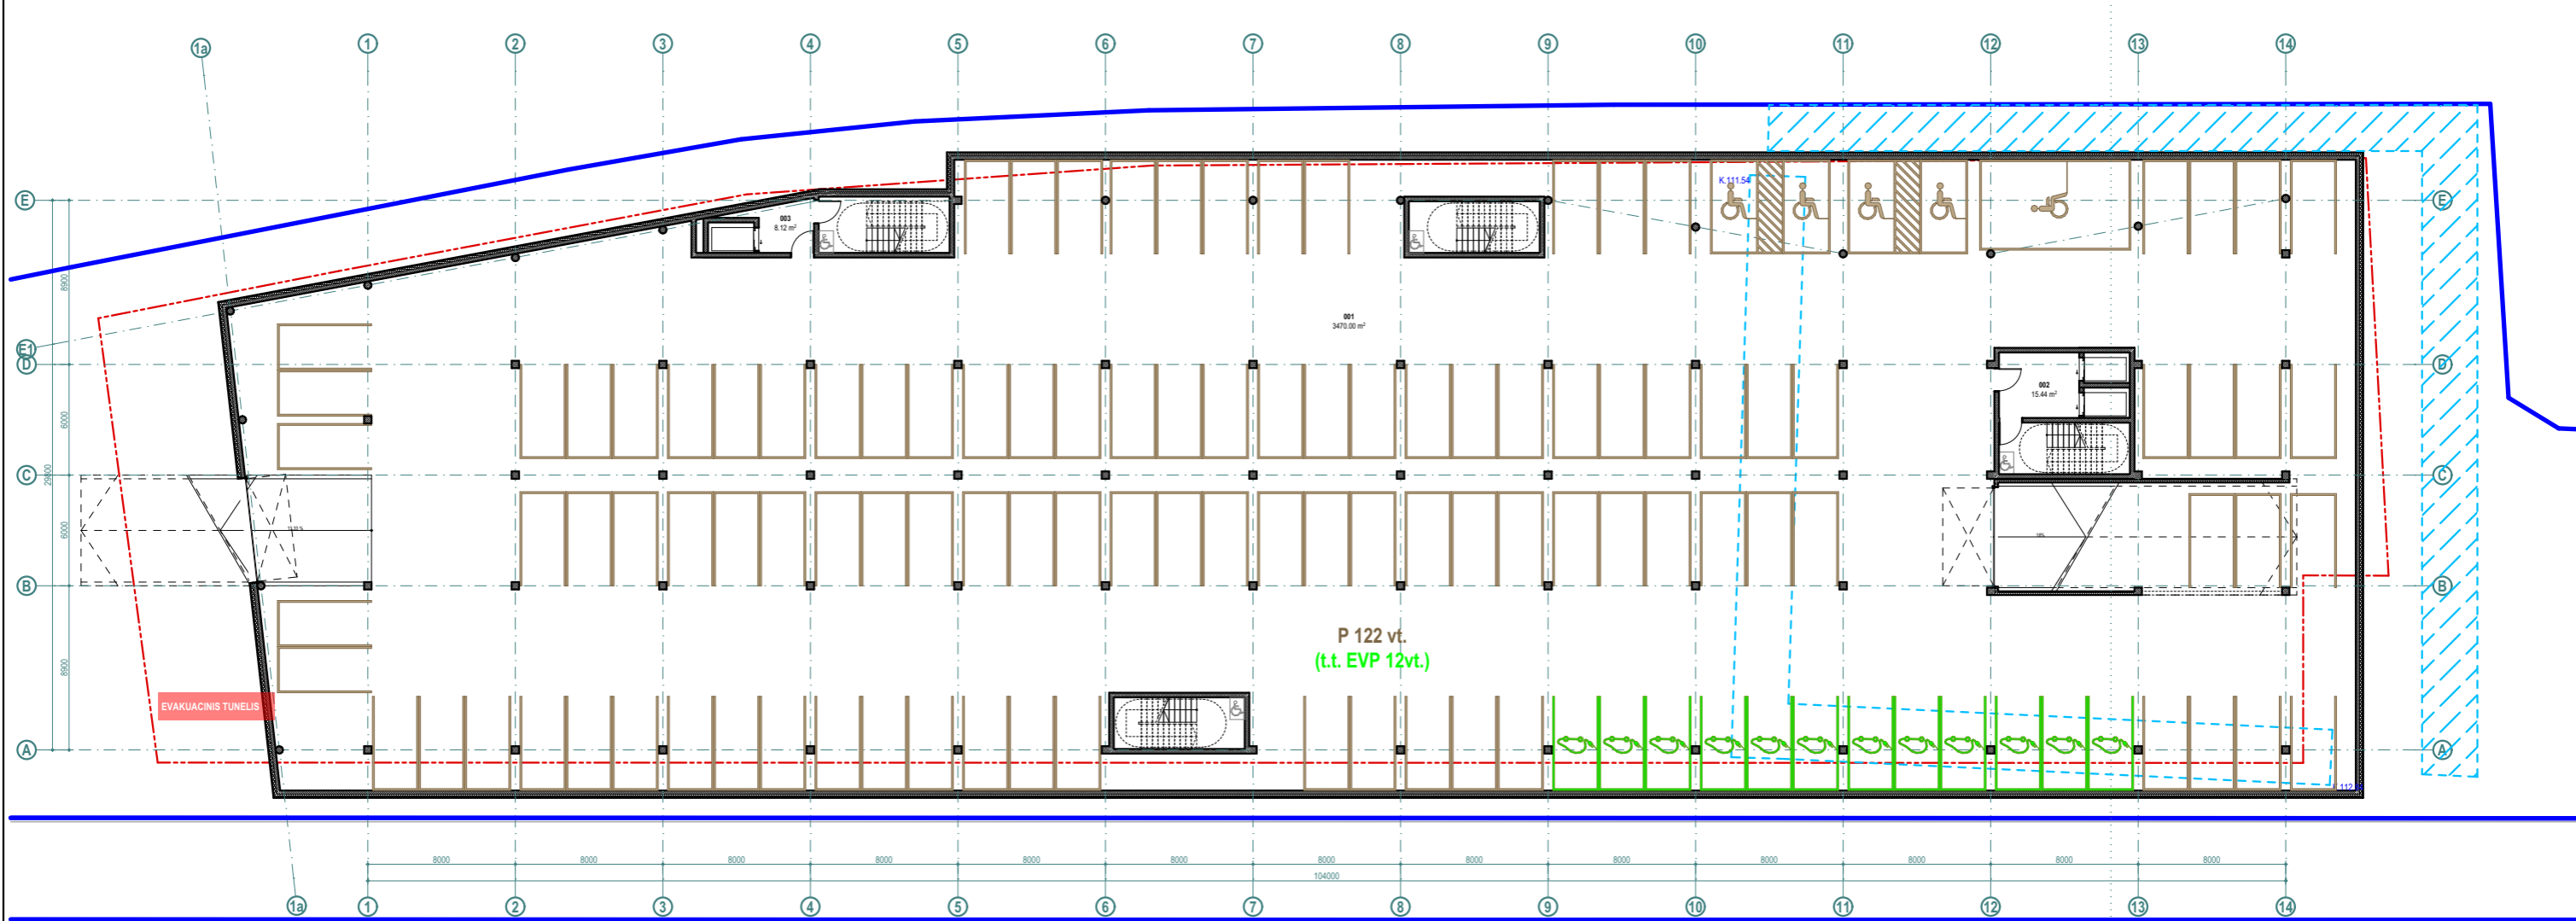 1a 1 2 3 4 5 6 7 8 9 10 11 12 13 14
K.111.54
E E
003
8.12 m²
8900
001
3470.00 m²
E1
D D
002
15.44 m²
6000
C C
29800
6000
18%
B B
P 122 vt.
(t.t. EVP 12vt.)
8900
EVAKUACINIS TUNELIS
A A
8000 8000 8000 8000 8000 8000 8000 8000 8000 8000 8000 8000 8000
104000
1a 1 2 3 4 5 6 7 8 9 10 11 12 13 14